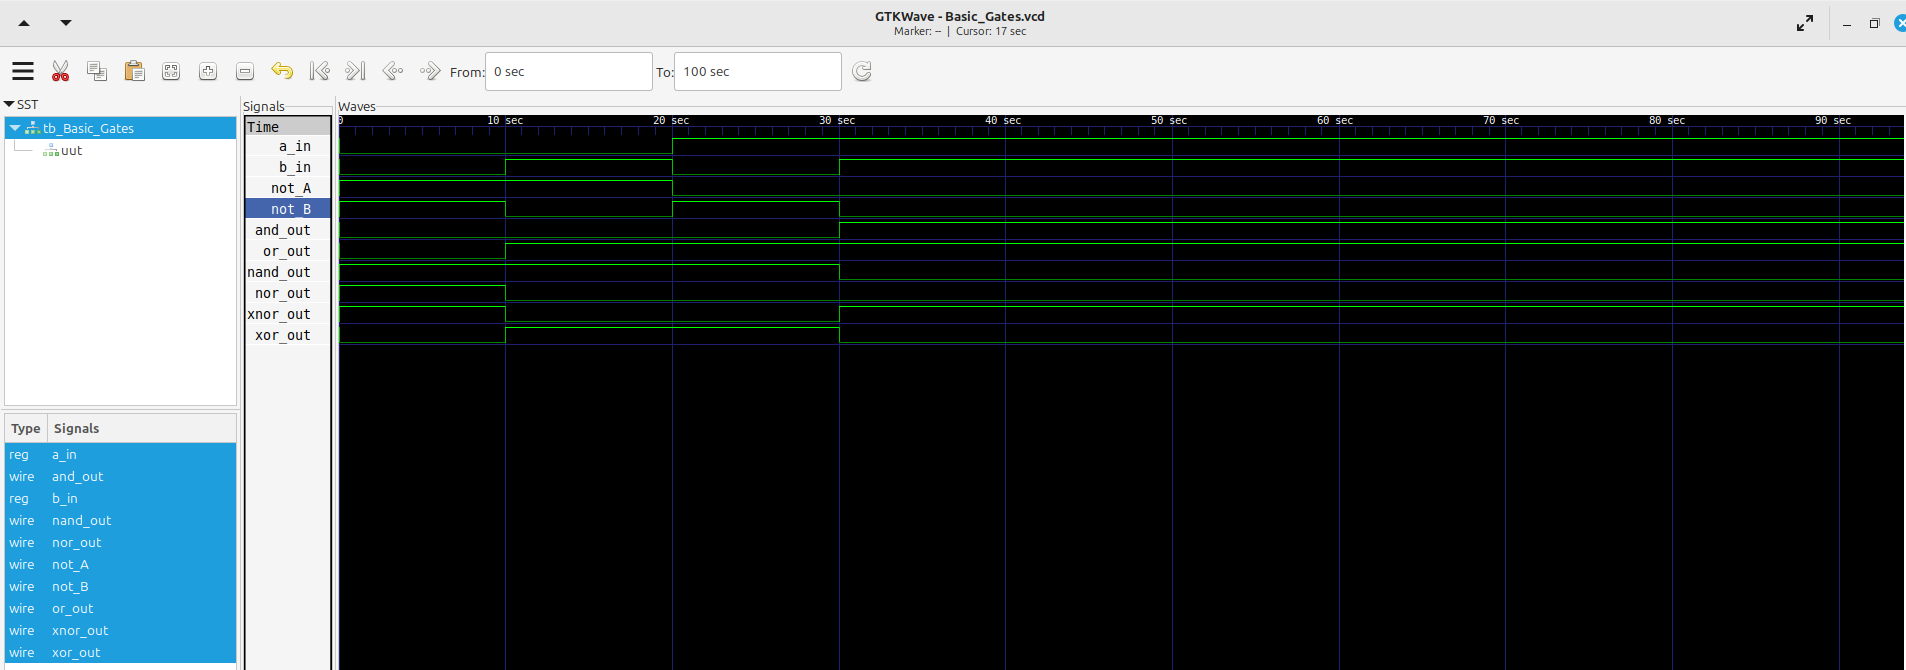 GTKWave - Basic_Gates.vcd
Marker: -- | Cursor: 17 sec
From: 0 sec To: 100 sec
SST
tb_Basic_Gates
uut
Type Signals
reg a_in
wire and_out
reg b_in
wire nand_out
wire nor_out
wire not_A
wire not_B
wire or_out
wire xnor_out
wire xor_out
Signals
Time
a_in
b_in
not_A
not_B
and_out
or_out
nand_out
nor_out
xnor_out
xor_out
Waves
0 10 sec 20 sec 30 sec 40 sec 50 sec 60 sec 70 sec 80 sec 90 sec